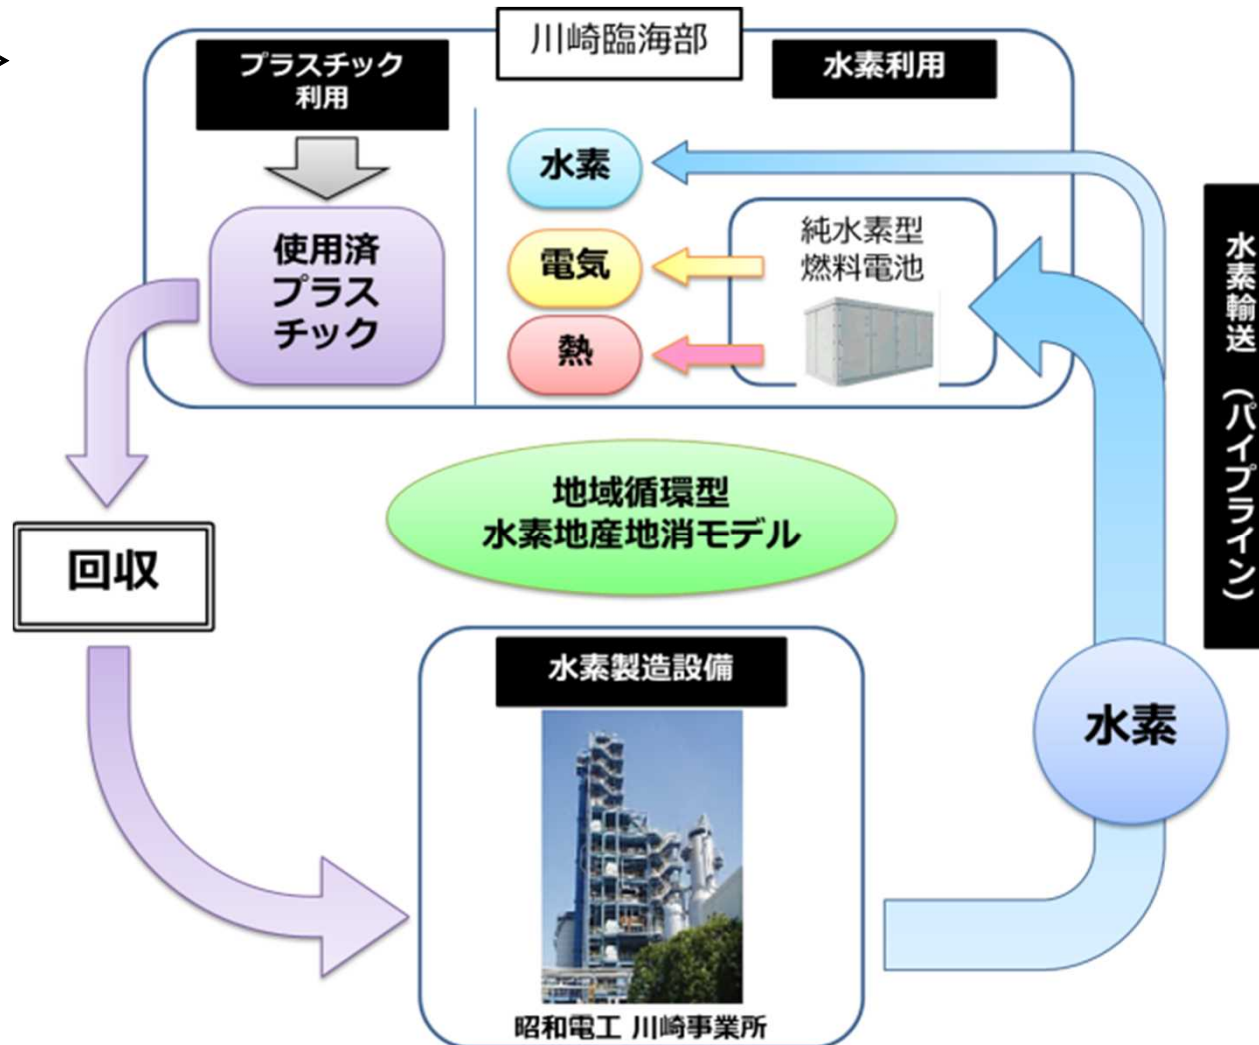 川崎臨海部
プラスチック
利用
水素利用
使用済
プラス
チック
水素
電気
熱
純水素型
燃料電池
水素輸送 (パイプライン)
地域循環型
水素地産地消モデル
回収
水素製造設備
水素
昭和電工 川崎事業所